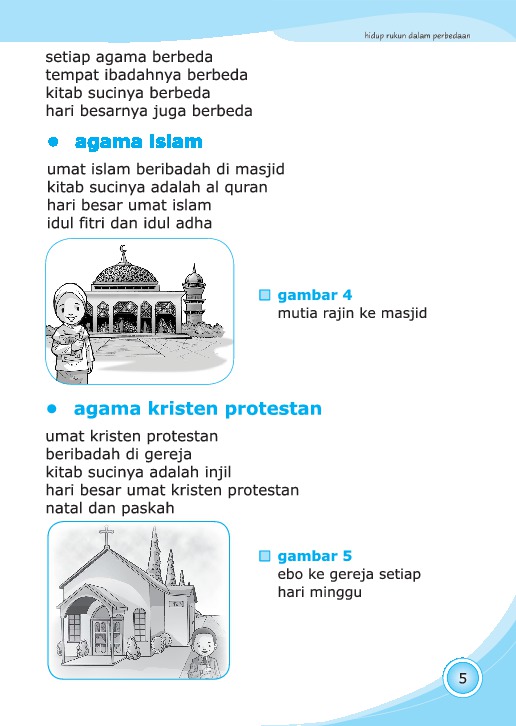 hidup rukun dalam perbedaan
setiap agama berbeda
tempat ibadahnya berbeda
kitab sucinya berbeda
hari besarnya juga berbeda
• agama islam
umat islam beribadah di masjid
kitab sucinya adalah al quran
hari besar umat islam
idul fitri dan idul adha
gambar 4
mutia rajin ke masjid
• agama kristen protestan
umat kristen protestan
beribadah di gereja
kitab sucinya adalah injil
hari besar umat kristen protestan
natal dan paskah
gambar 5
ebo ke gereja setiap
hari minggu
5